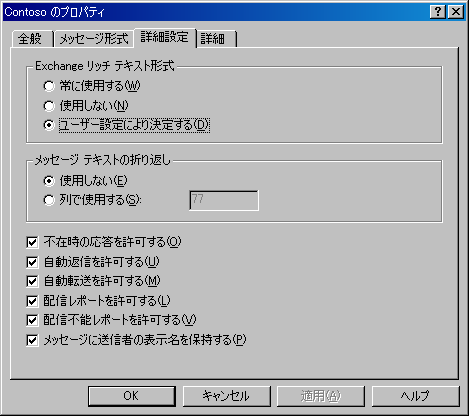 Contoso のプロパティ
全般 メッセージ形式 詳細設定 詳細
Exchange リッチ テキスト形式
常に使用する(W)
使用しない(N)
ユーザー設定により決定する(D)
メッセージ テキストの折り返し
使用しない(E)
列で使用する(S): 77
不在時の応答を許可する(O)
自動返信を許可する(U)
自動転送を許可する(M)
配信レポートを許可する(L)
配信不能レポートを許可する(V)
メッセージに送信者の表示名を保持する(P)
OK キャンセル 適用(A) ヘルプ